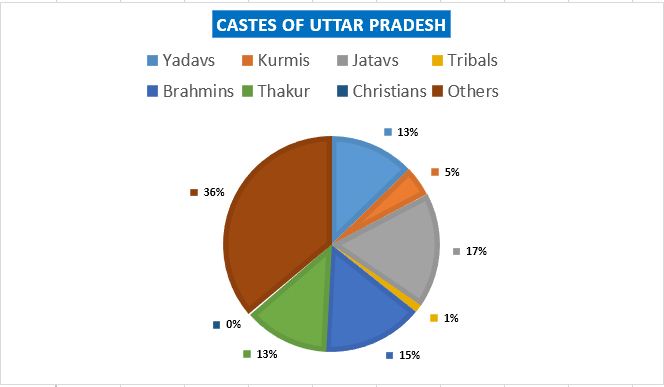 CASTES OF UTTAR PRADESH
Yadavs Kurmis Jatavs Tribals
Brahmins Thakur Christians Others
13%
5%
36%
17%
1%
0%
13%
15%